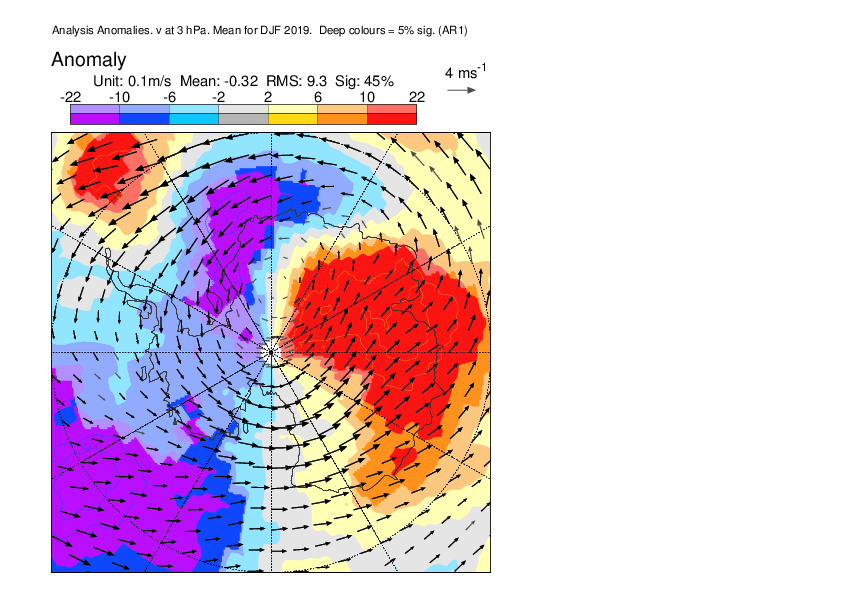 Analysis Anomalies. v at 3 hPa. Mean for DJF 2019.  Deep colours = 5% sig. (AR1)
Anomaly
Unit: 0.1m/s  Mean: -0.32  RMS: 9.3  Sig: 45%
4 ms-1
-22 -10 -6 -2 2 6 10 22